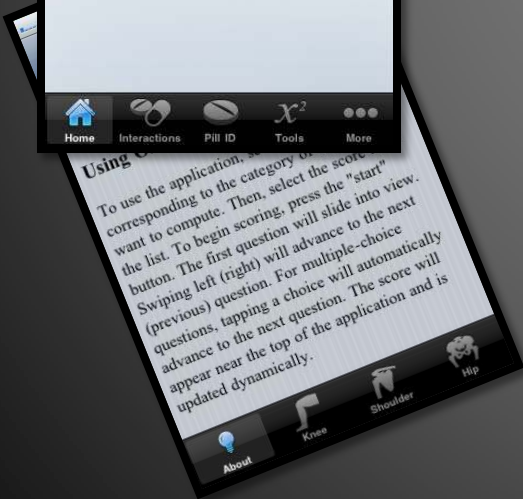 Home Interactions Pill ID x² Tools More
Using
To use the application,
corresponding to the category
want to compute. Then, select the score
the list. To begin scoring, press the "start"
button. The first question will slide into view.
Swiping left (right) will advance to the next
(previous) question. For multiple-choice
questions, tapping a choice will automatically
advance to the next question. The score will
appear near the top of the application and is
updated dynamically.
About Knee Shoulder Hip